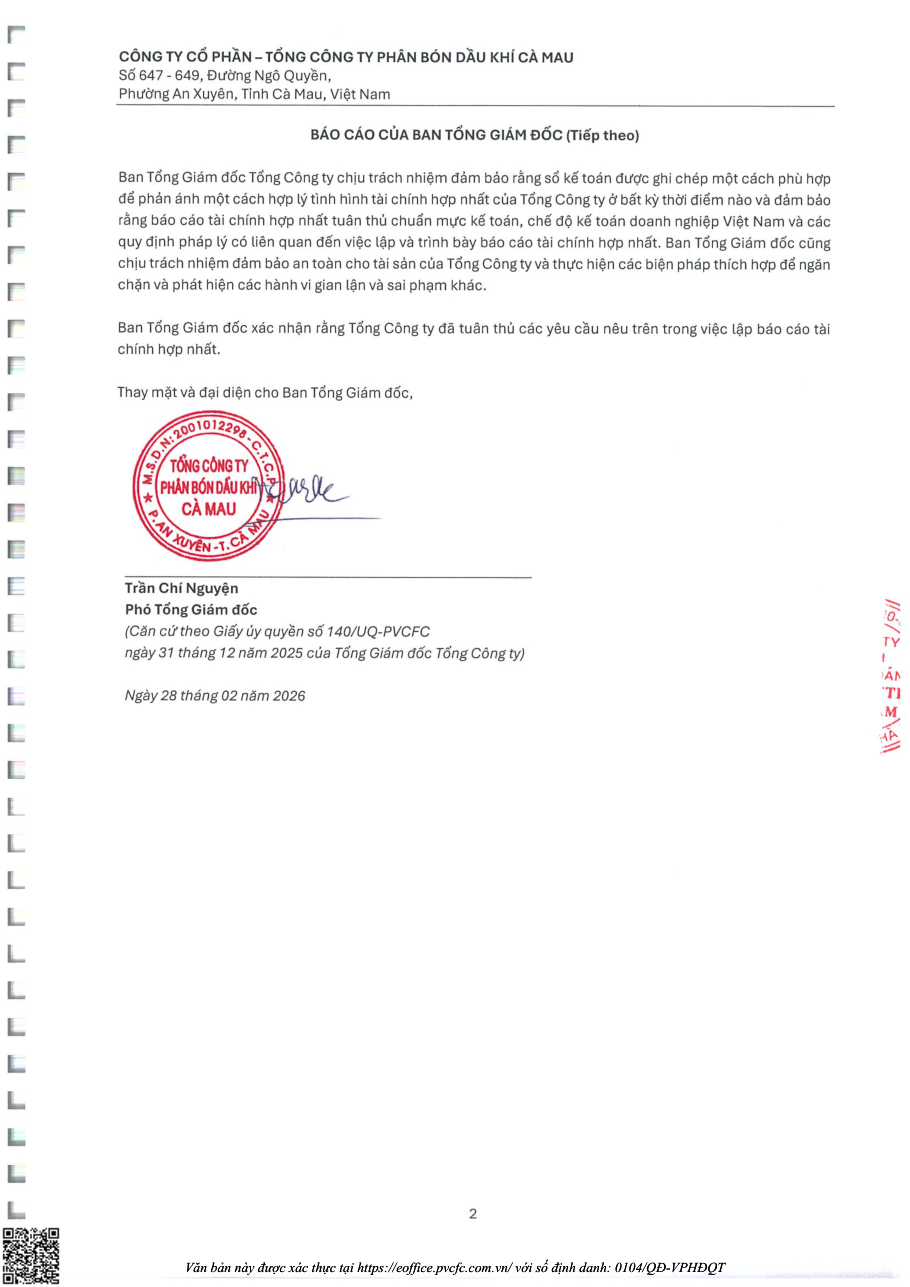 CÔNG TY CỔ PHẦN – TỔNG CÔNG TY PHÂN BÓN DẦU KHÍ CÀ MAU
Số 647 - 649, Đường Ngô Quyền,
Phường An Xuyên, Tỉnh Cà Mau, Việt Nam
BÁO CÁO CỦA BAN TỔNG GIÁM ĐỐC (Tiếp theo)
Ban Tổng Giám đốc Tổng Công ty chịu trách nhiệm đảm bảo rằng sổ kế toán được ghi chép một cách phù hợp
để phản ánh một cách hợp lý tình hình tài chính hợp nhất của Tổng Công ty ở bất kỳ thời điểm nào và đảm bảo
rằng báo cáo tài chính hợp nhất tuân thủ chuẩn mực kế toán, chế độ kế toán doanh nghiệp Việt Nam và các
quy định pháp lý có liên quan đến việc lập và trình bày báo cáo tài chính hợp nhất. Ban Tổng Giám đốc cũng
chịu trách nhiệm đảm bảo an toàn cho tài sản của Tổng Công ty và thực hiện các biện pháp thích hợp để ngăn
chặn và phát hiện các hành vi gian lận và sai phạm khác.
Ban Tổng Giám đốc xác nhận rằng Tổng Công ty đã tuân thủ các yêu cầu nêu trên trong việc lập báo cáo tài
chính hợp nhất.
Thay mặt và đại diện cho Ban Tổng Giám đốc,
M.S.D.N: 2001012298 - C.T.C.P
TỔNG CÔNG TY
PHÂN BÓN DẦU KHÍ
CÀ MAU
P. AN XUYÊN - T. CÀ MAU
Trần Chí Nguyện
Phó Tổng Giám đốc
(Căn cứ theo Giấy ủy quyền số 140/UQ-PVCFC
ngày 31 tháng 12 năm 2025 của Tổng Giám đốc Tổng Công ty)
Ngày 28 tháng 02 năm 2026
TY
M
2
Văn bản này được xác thực tại https://eoffice.pvcfc.com.vn/ với số định danh: 0104/QĐ-VPHĐQT